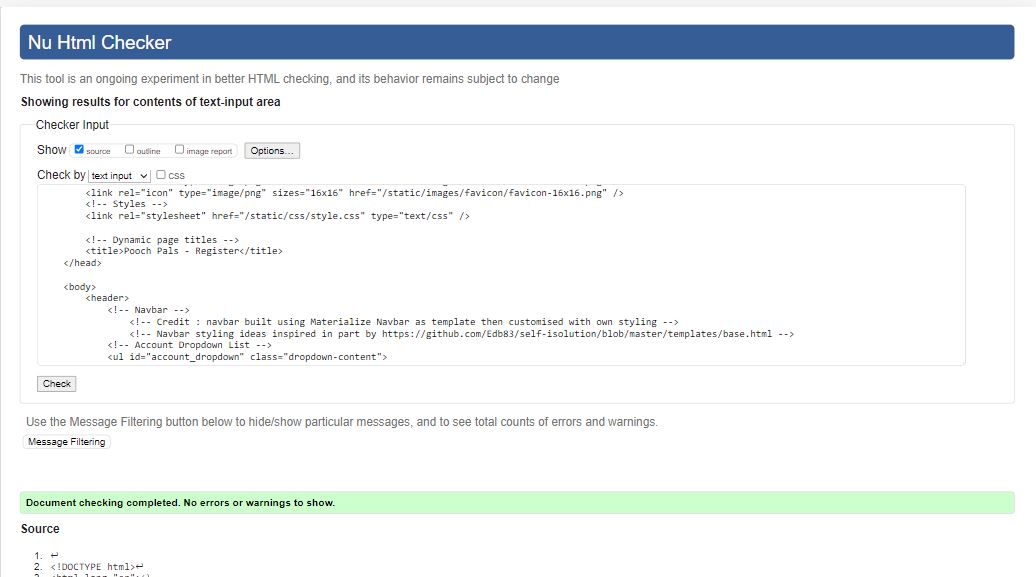 Nu Html Checker
This tool is an ongoing experiment in better HTML checking, and its behavior remains subject to change
Showing results for contents of text-input area
Checker Input
Show source outline image report Options...
Check by text input css
<link rel="icon" type="image/png" sizes="16x16" href="/static/images/favicon/favicon-16x16.png" />
<!-- Styles -->
<link rel="stylesheet" href="/static/css/style.css" type="text/css" />
<!-- Dynamic page titles -->
<title>Pooch Pals - Register</title>
</head>
<body>
<header>
<!-- Navbar -->
<!-- Credit : navbar built using Materialize Navbar as template then customised with own styling -->
<!-- Navbar styling ideas inspired in part by https://github.com/Edb83/self-isolution/blob/master/templates/base.html -->
<!-- Account Dropdown List -->
<ul id="account_dropdown" class="dropdown-content">
Check
Use the Message Filtering button below to hide/show particular messages, and to see total counts of errors and warnings.
Message Filtering
Document checking completed. No errors or warnings to show.
Source
1. ↩
2. <!DOCTYPE html>↩